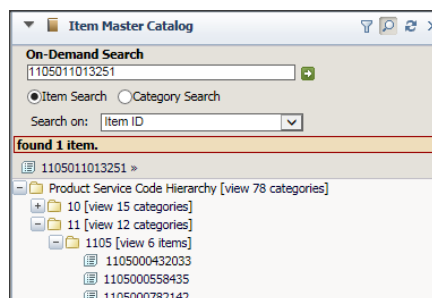 Item Master Catalog
On-Demand Search
1105011013251
Item Search Category Search
Search on: Item ID
found 1 item.
1105011013251 »
Product Service Code Hierarchy [view 78 categories]
10 [view 15 categories]
11 [view 12 categories]
1105 [view 6 items]
1105000432033
1105000558435
1105000782142